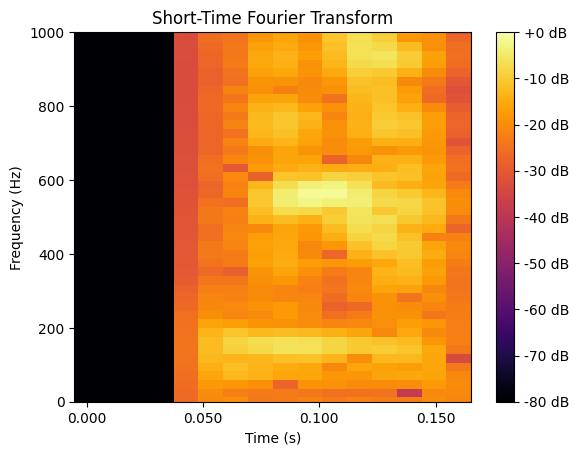 Short-Time Fourier Transform
1000
800
600
400
200
0
Frequency (Hz)
0.000
0.050
0.100
0.150
Time (s)
+0 dB
-10 dB
-20 dB
-30 dB
-40 dB
-50 dB
-60 dB
-70 dB
-80 dB